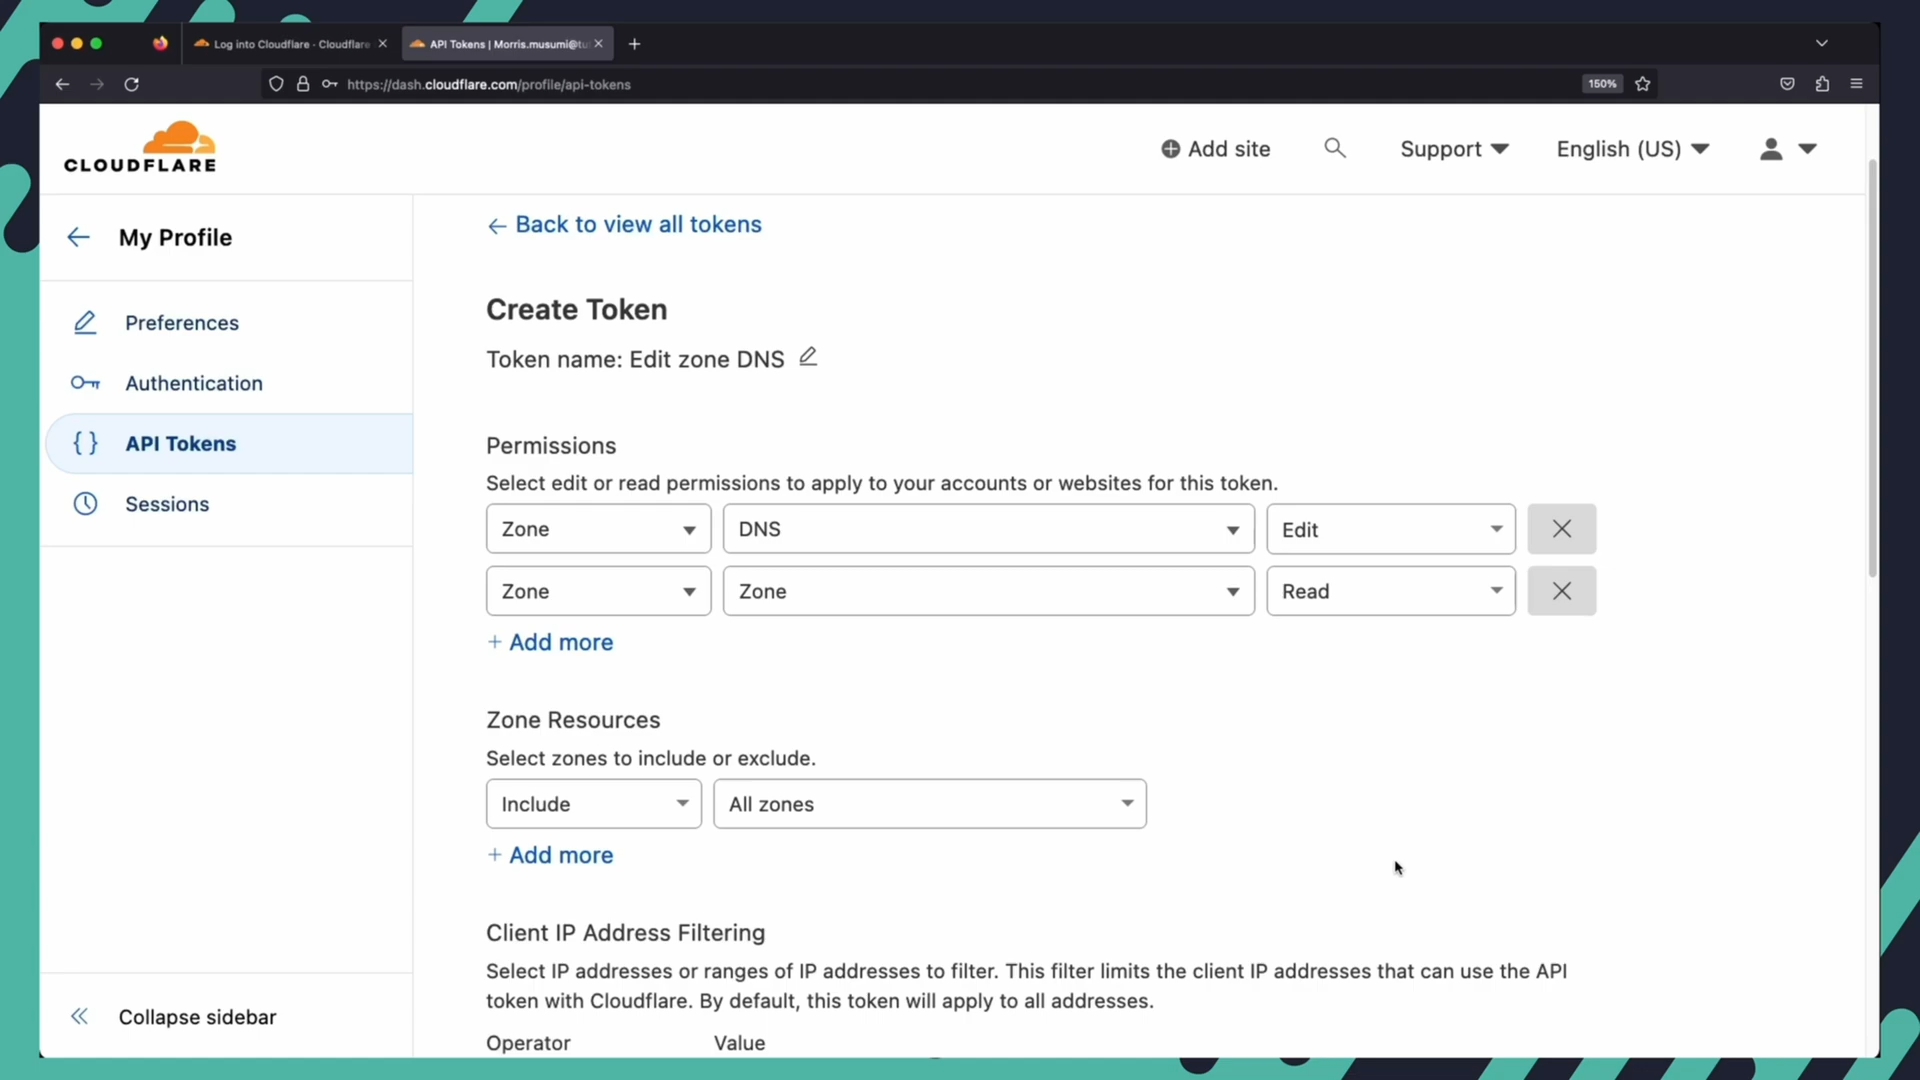 Log into Cloudflare · Cloudflare
API Tokens | Morris.musumi@tu
https://dash.cloudflare.com/profile/api-tokens
150%
CLOUDFLARE
Add site
Support
English (US)
My Profile
Preferences
Authentication
{ } API Tokens
Sessions
Collapse sidebar
← Back to view all tokens
Create Token
Token name: Edit zone DNS
Permissions
Select edit or read permissions to apply to your accounts or websites for this token.
Zone DNS Edit
Zone Zone Read
+ Add more
Zone Resources
Select zones to include or exclude.
Include All zones
+ Add more
Client IP Address Filtering
Select IP addresses or ranges of IP addresses to filter. This filter limits the client IP addresses that can use the API
token with Cloudflare. By default, this token will apply to all addresses.
Operator Value